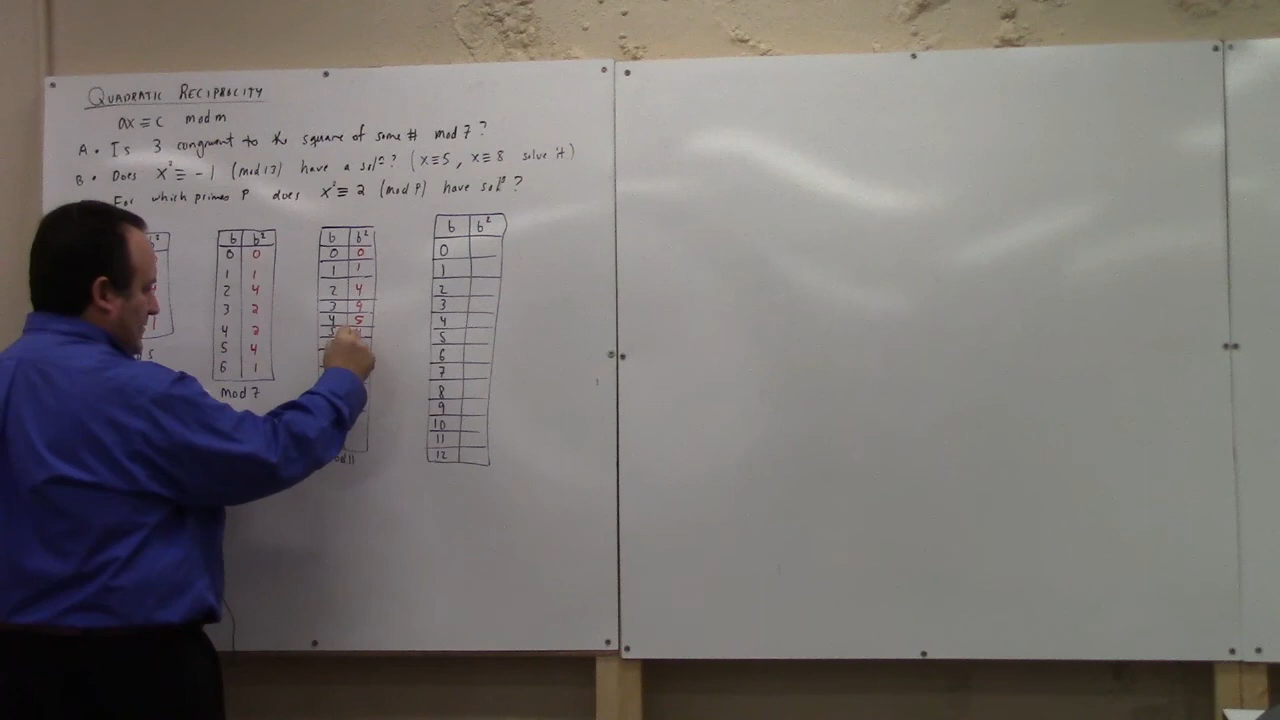 QUADRATIC RECIPROCITY
ax ≡ c mod m
A • Is 3 congruent to the square of some # mod 7?
B • Does x² ≡ -1 (mod 13) have a solⁿ? (x≡5, x≡8 solve it)
For which primes P does x² ≡ 2 (mod P) have solⁿ?
b b²
0 0
1 1
2 4
3 2
4 2
5 4
6 1
mod 7
b b²
0 0
1 1
2 4
3 9
4 5
5
b b²
0
1
2
3
4
5
6
7
8
9
10
11
12